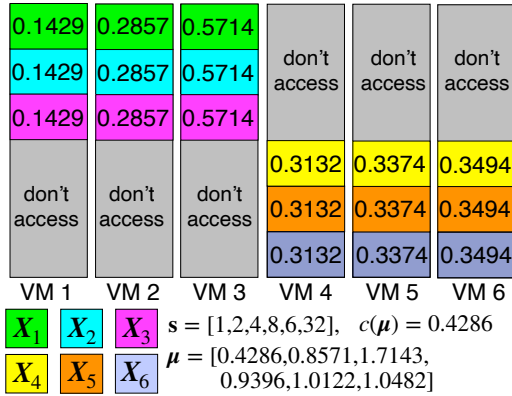 0.1429 0.2857 0.5714 don't access don't access don't access
0.1429 0.2857 0.5714
0.1429 0.2857 0.5714
don't access don't access don't access 0.3132 0.3374 0.3494
0.3132 0.3374 0.3494
0.3132 0.3374 0.3494
VM 1 VM 2 VM 3 VM 4 VM 5 VM 6
X₁ X₂ X₃ s = [1,2,4,8,6,32], c(μ) = 0.4286
X₄ X₅ X₆ μ = [0.4286,0.8571,1.7143,
0.9396,1.0122,1.0482]